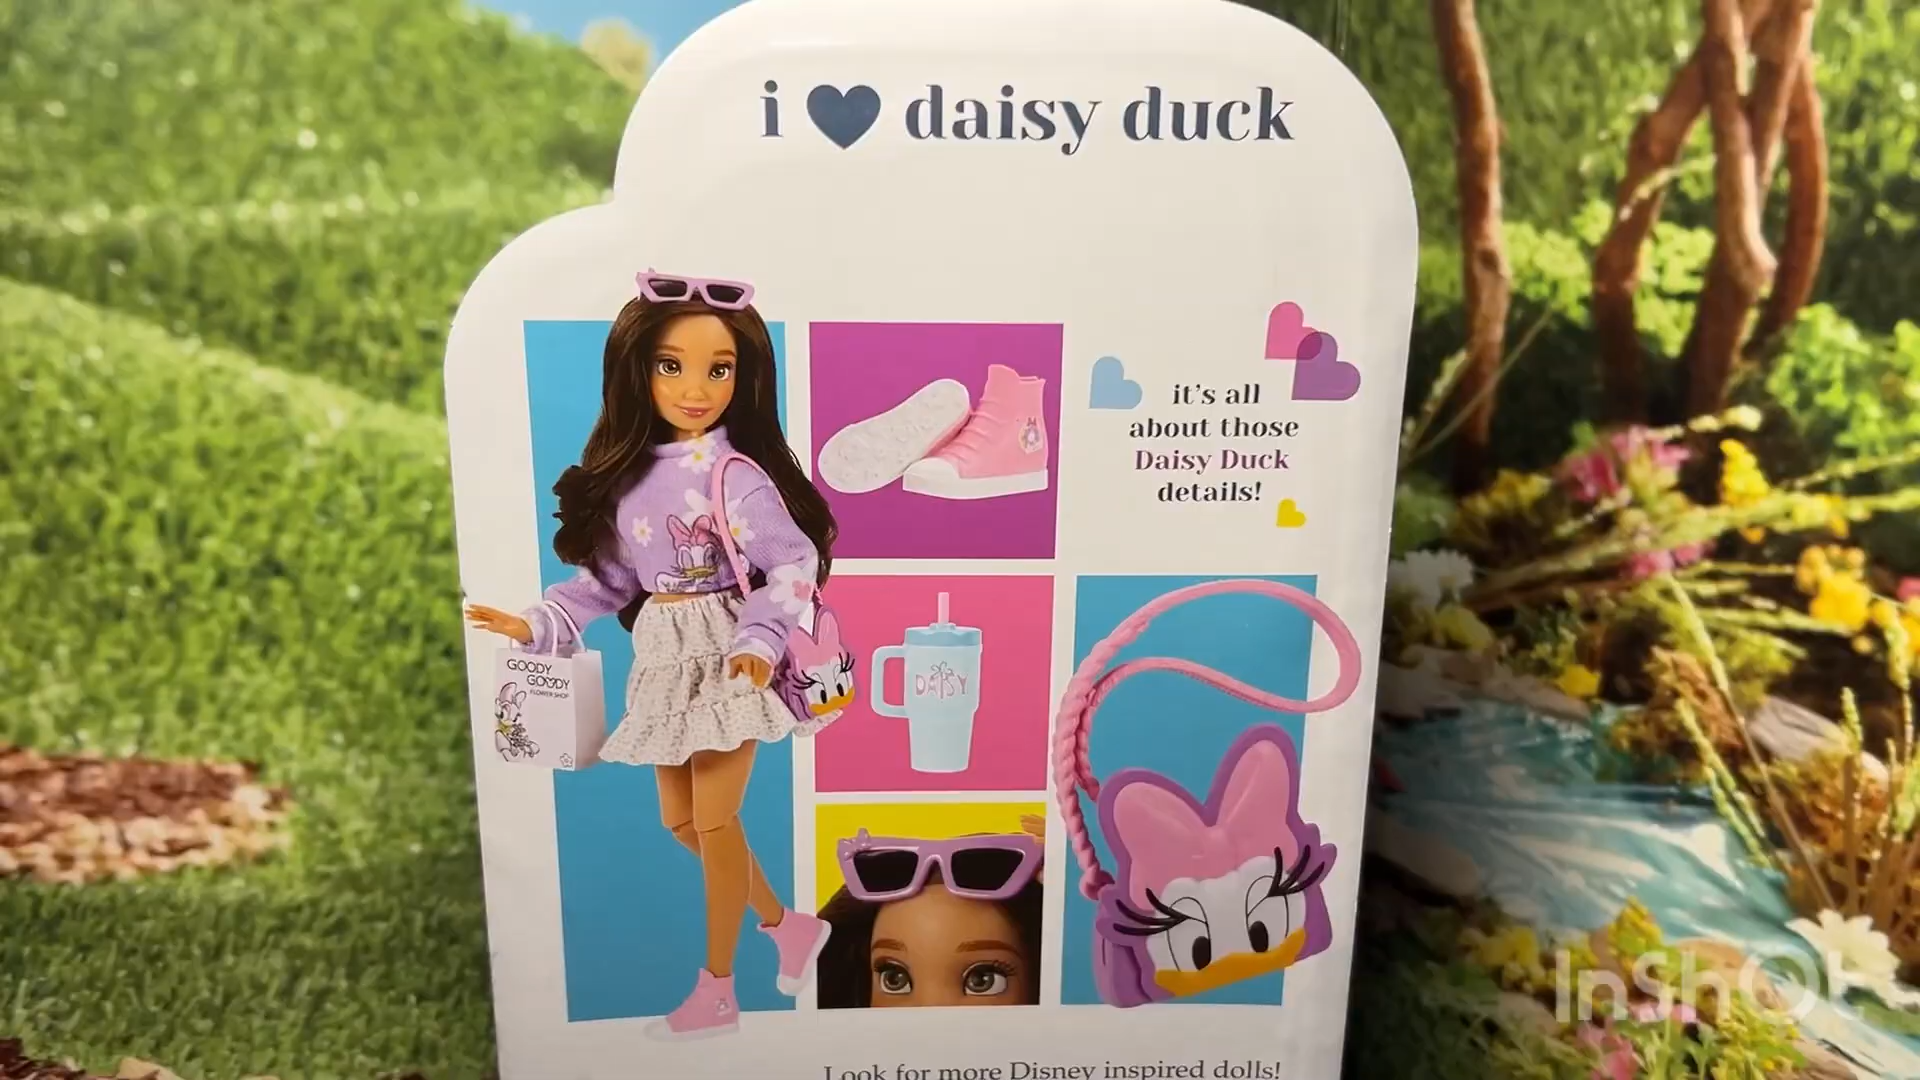 i ♥ daisy duck
it's all
about those
Daisy Duck
details!
GOODY
GOODY
FLOWER SHOP
DAISY
Look for more Disney inspired dolls!
InShOt